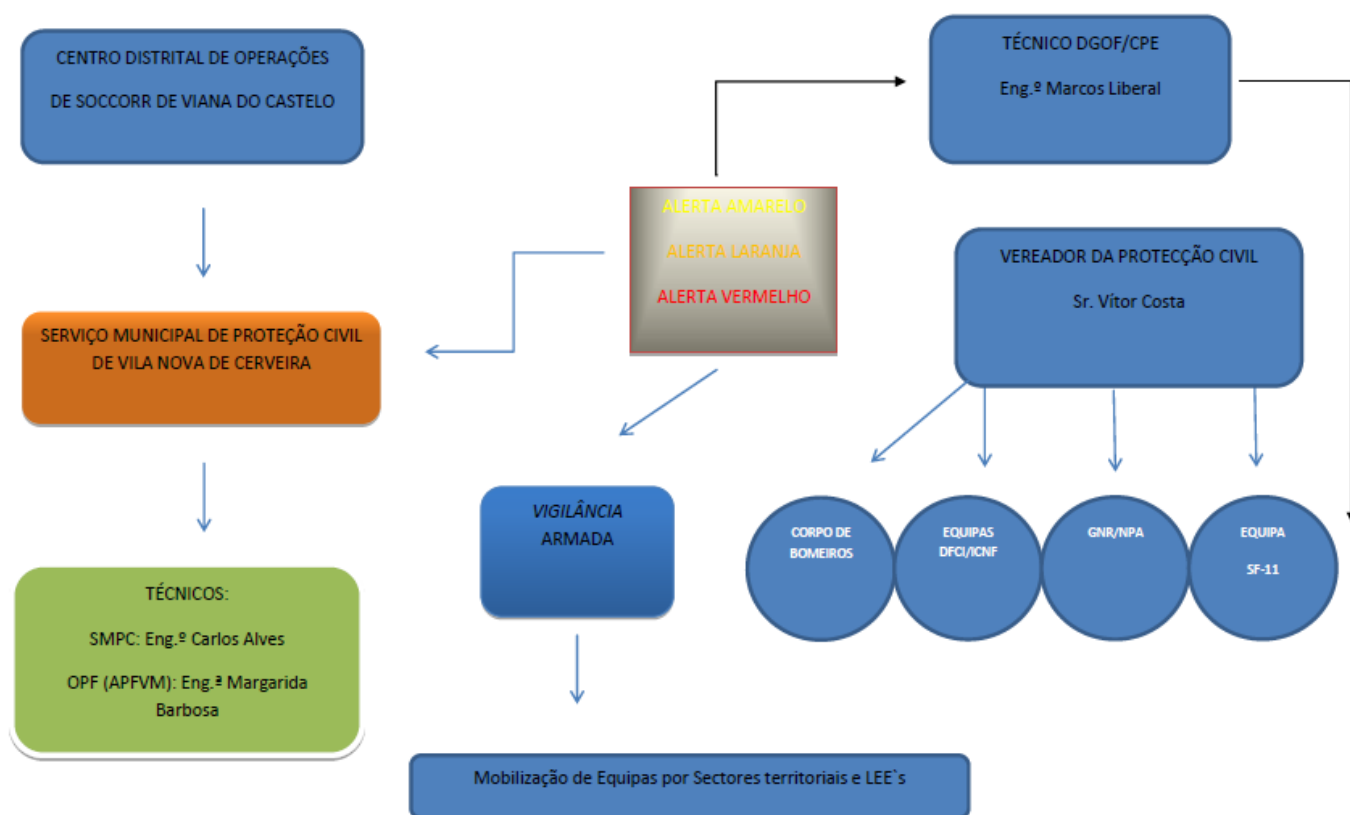 CENTRO DISTRITAL DE OPERAÇÕES
DE SOCCORR DE VIANA DO CASTELO
TÉCNICO DGOF/CPE
Eng.º Marcos Liberal
ALERTA AMARELO
ALERTA LARANJA
ALERTA VERMELHO
VEREADOR DA PROTECÇÃO CIVIL
Sr. Vítor Costa
SERVIÇO MUNICIPAL DE PROTEÇÃO CIVIL
DE VILA NOVA DE CERVEIRA
VIGILÂNCIA
ARMADA
CORPO DE
BOMEIROS
EQUIPAS
DFCI/ICNF
GNR/NPA
EQUIPA
SF-11
TÉCNICOS:
SMPC: Eng.º Carlos Alves
OPF (APFVM): Eng.ª Margarida
Barbosa
Mobilização de Equipas por Sectores territoriais e LEE`s